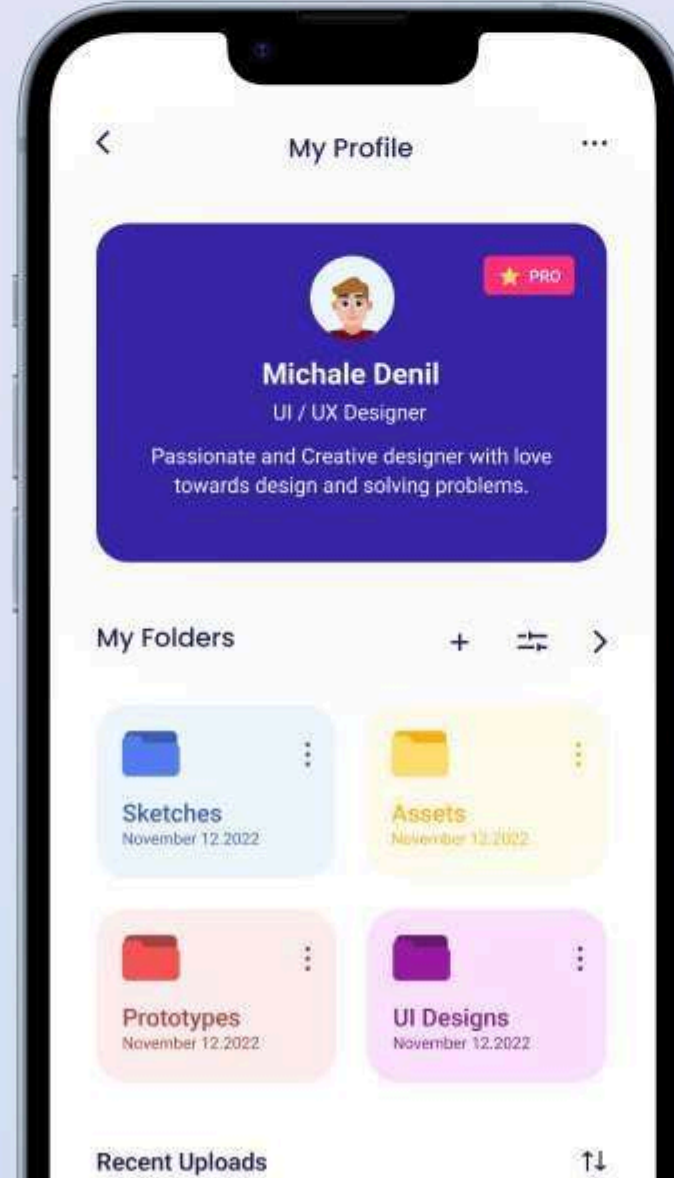 My Profile
PRO
Michale Denil
UI / UX Designer
Passionate and Creative designer with love
towards design and solving problems.
My Folders
Sketches
November 12.2022
Assets
November 12.2022
Prototypes
November 12.2022
UI Designs
November 12.2022
Recent Uploads